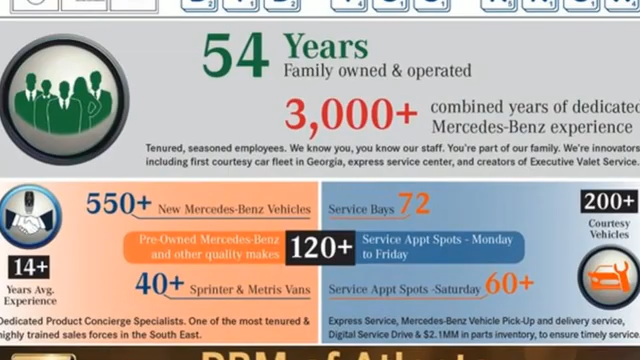 54 Years
Family owned & operated
3,000+ combined years of dedicated
Mercedes-Benz experience
Tenured, seasoned employees. We know you, you know our staff. You're part of our family. We're innovators
including first courtesy car fleet in Georgia, express service center, and creators of Executive Valet Service.
550+ New Mercedes-Benz Vehicles
Pre-Owned Mercedes-Benz
and other quality makes
120+
40+ Sprinter & Metris Vans
14+
Years Avg.
Experience
Dedicated Product Concierge Specialists. One of the most tenured &
highly trained sales forces in the South East.
Service Bays 72
Service Appt Spots - Monday
to Friday
Service Appt Spots -Saturday 60+
200+
Courtesy
Vehicles
Express Service, Mercedes-Benz Vehicle Pick-Up and delivery service,
Digital Service Drive & $2.1MM in parts inventory, to ensure timely service.